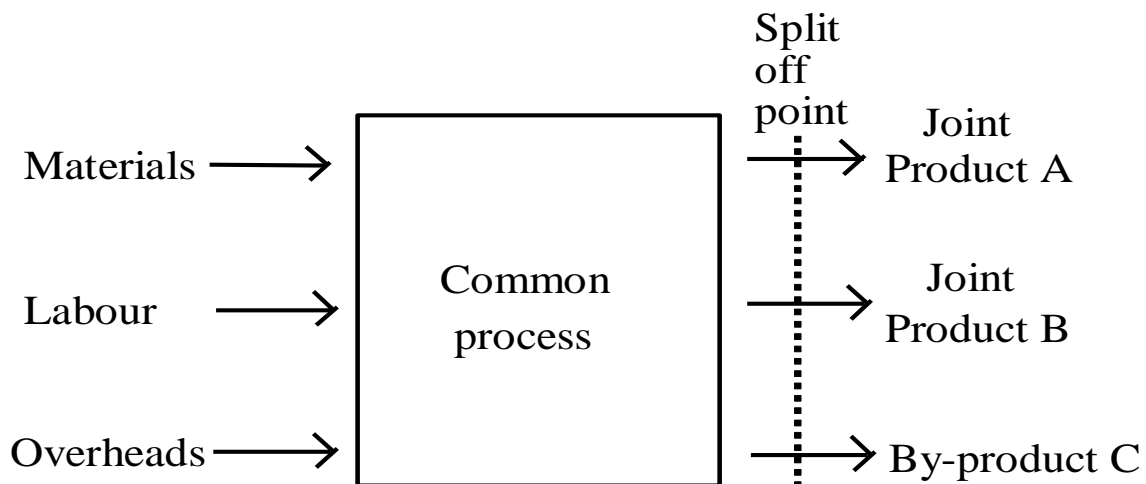 Split
off
point
Joint
Product A
Materials
Common
process
Labour
Joint
Product B
Overheads
By-product C